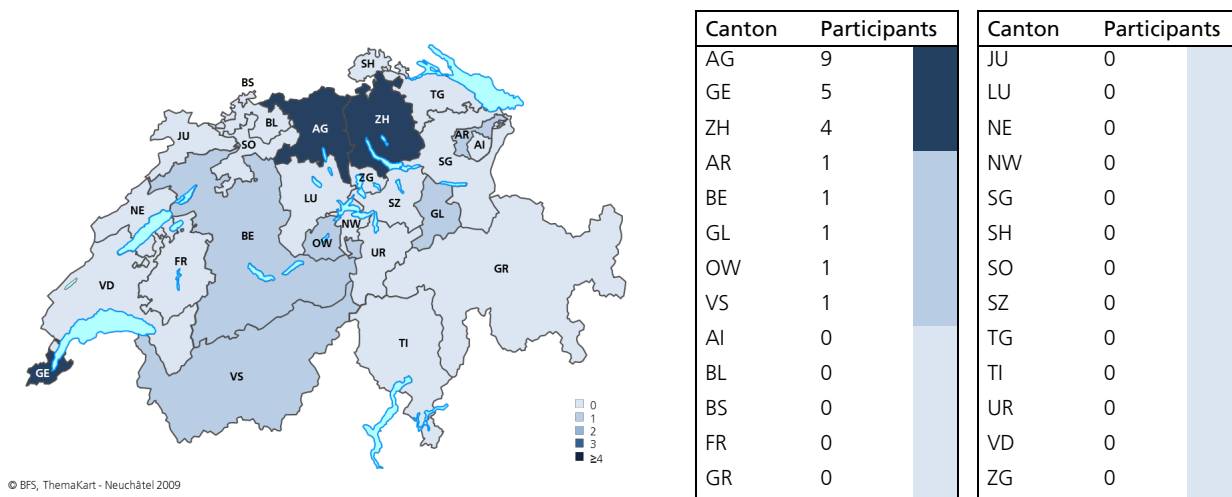 SH
BS
TG
BL
AG
ZH
JU
AR
AI
SO
SG
ZG
LU
SZ
NE
GL
NW
BE
OW
UR
FR
GR
VD
TI
GE
VS
0
1
2
3
≥4
© BFS, ThemaKart - Neuchâtel 2009
Canton Participants
AG 9
GE 5
ZH 4
AR 1
BE 1
GL 1
OW 1
VS 1
AI 0
BL 0
BS 0
FR 0
GR 0
Canton Participants
JU 0
LU 0
NE 0
NW 0
SG 0
SH 0
SO 0
SZ 0
TG 0
TI 0
UR 0
VD 0
ZG 0